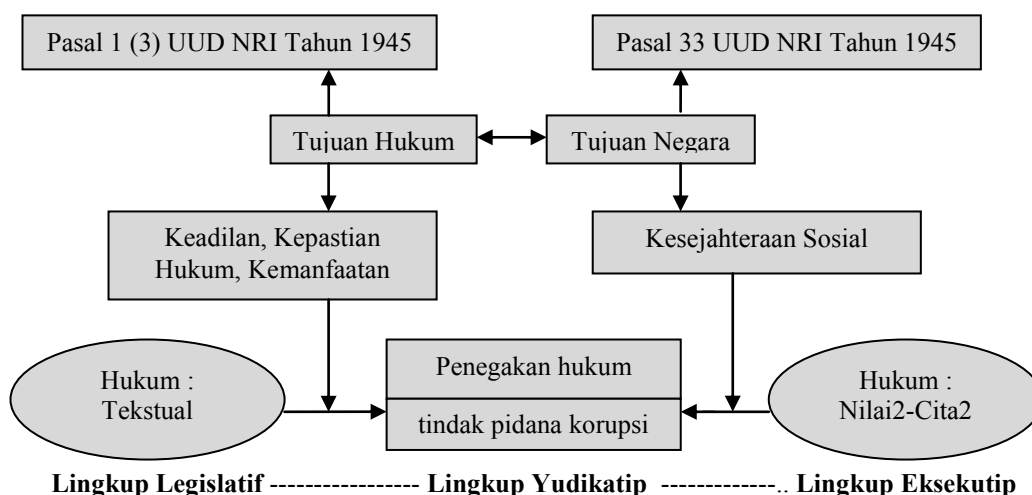 Pasal 1 (3) UUD NRI Tahun 1945
Pasal 33 UUD NRI Tahun 1945
Tujuan Hukum
Tujuan Negara
Keadilan, Kepastian
Hukum, Kemanfaatan
Kesejahteraan Sosial
Hukum :
Tekstual
Penegakan hukum
tindak pidana korupsi
Hukum :
Nilai2-Cita2
Lingkup Legislatif ----------------- Lingkup Yudikatip -------------.. Lingkup Eksekutip